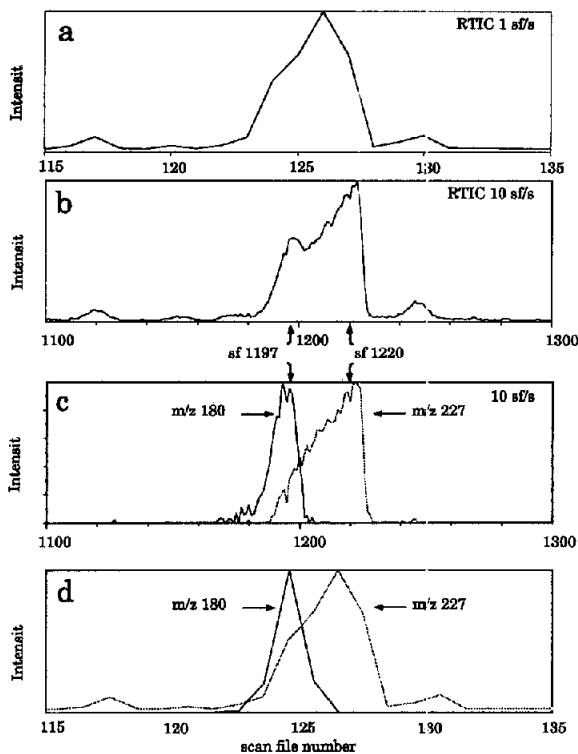 a
RTIC 1 sf/s
Intensit
115 120 125 130 135
b
RTIC 10 sf/s
Intensit
1100 1200 1300
sf 1197 sf 1220
c
10 sf/s
m/z 180 m/z 227
Intensit
1100 1200 1300
d
m/z 180 m/z 227
Intensit
115 120 125 130 135
scan file number